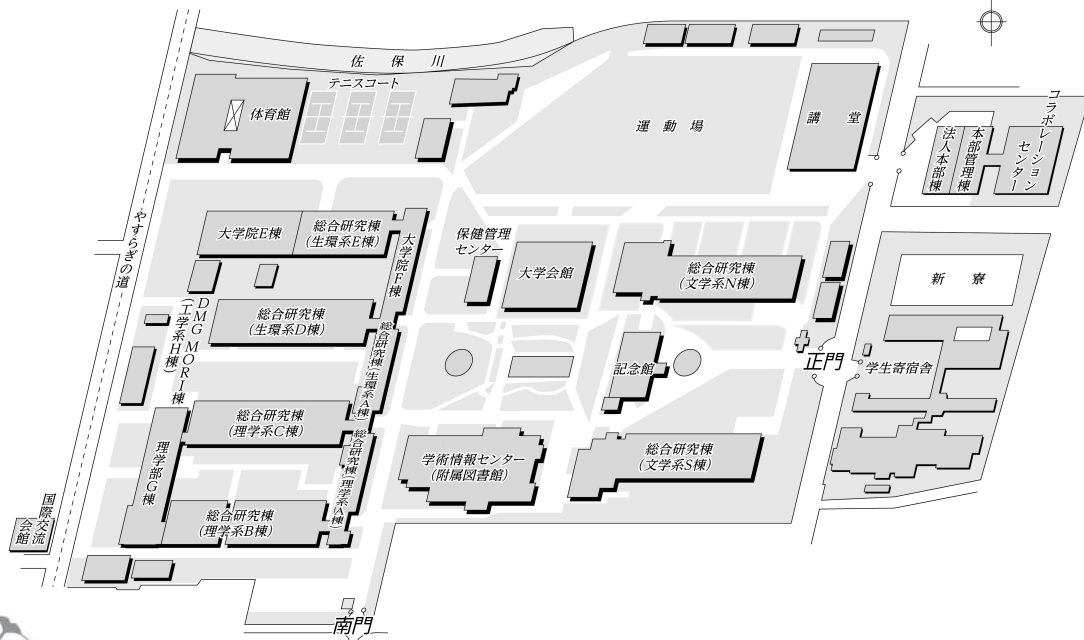 佐保川
テニスコート
体育館
運動場
講堂
コラボレーション
センター
本部管理棟
法人本部棟
やすらぎの道
大学院E棟
総合研究棟
(生環系E棟)
大学院F棟
保健管理
センター
大学会館
総合研究棟
(文学系N棟)
新寮
DMG MORI棟
(工学系H棟)
総合研究棟
(生環系D棟)
総合研究棟(生環系A棟)
記念館
正門
学生寄宿舎
総合研究棟
(理学系C棟)
理学部G棟
総合研究棟(理学系A棟)
学術情報センター
(附属図書館)
総合研究棟
(文学系S棟)
総合研究棟
(理学系B棟)
国際交流
会館
南門